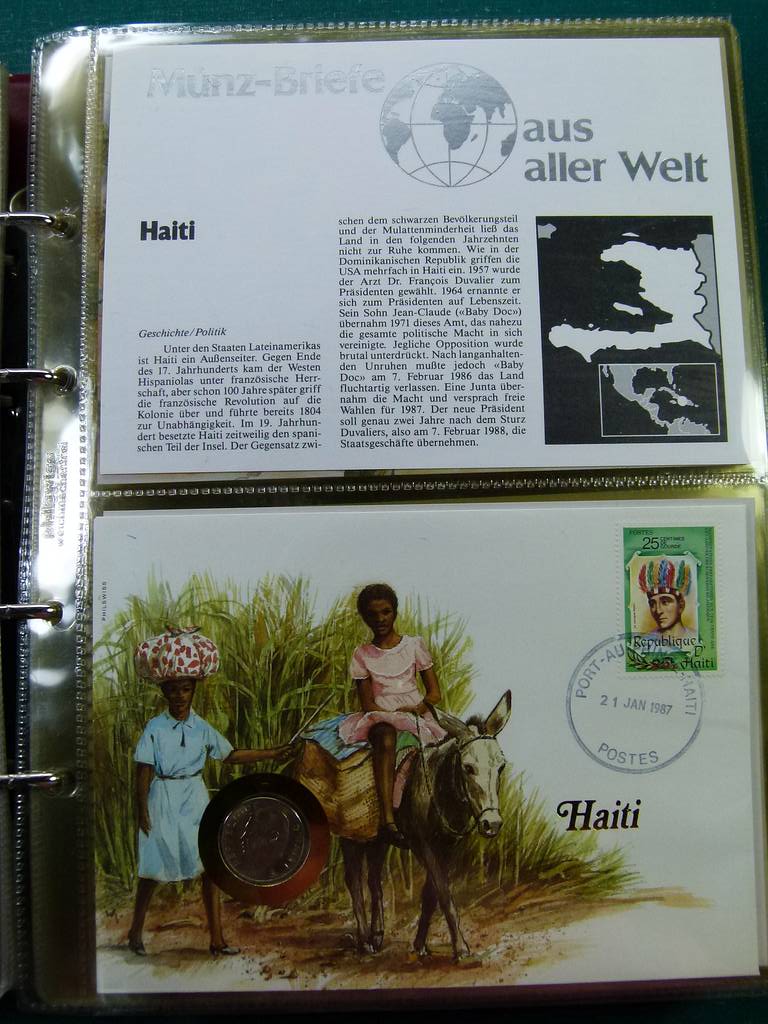 Münz-Briefe
aus
aller Welt
Haiti
Geschichte/Politik
Unter den Staaten Lateinamerikas
ist Haiti ein Außenseiter. Gegen Ende
des 17. Jahrhunderts kam der Westen
Hispaniolas unter französische Herr-
schaft, aber schon 100 Jahre später griff
die französische Revolution auf die
Kolonie über und führte bereits 1804
zur Unabhängigkeit. Im 19. Jahrhun-
dert besetzte Haiti zeitweilig den spani-
schen Teil der Insel. Der Gegensatz zwi-
schen dem schwarzen Bevölkerungsteil
und der Mulattenminderheit ließ das
Land in den folgenden Jahrzehnten
nicht zur Ruhe kommen. Wie in der
Dominikanischen Republik griffen die
USA mehrfach in Haiti ein. 1957 wurde
der Arzt Dr. François Duvalier zum
Präsidenten gewählt. 1964 ernannte er
sich zum Präsidenten auf Lebenszeit.
Sein Sohn Jean-Claude («Baby Doc»)
übernahm 1971 dieses Amt, das nahezu
die gesamte politische Macht in sich
vereinigte. Jegliche Opposition wurde
brutal unterdrückt. Nach langanhalten-
den Unruhen mußte jedoch «Baby
Doc» am 7. Februar 1986 das Land
fluchtartig verlassen. Eine Junta über-
nahm die Macht und versprach freie
Wahlen für 1987. Der neue Präsident
soll genau zwei Jahre nach dem Sturz
Duvaliers, also am 7. Februar 1988, die
Staatsgeschäfte übernehmen.
PHILSWISS
POSTES
25 CENTIMES
DE
GOURDE
Republique
D'
Haiti
PORT-AU HAITI
21 JAN 1987
POSTES
Haiti